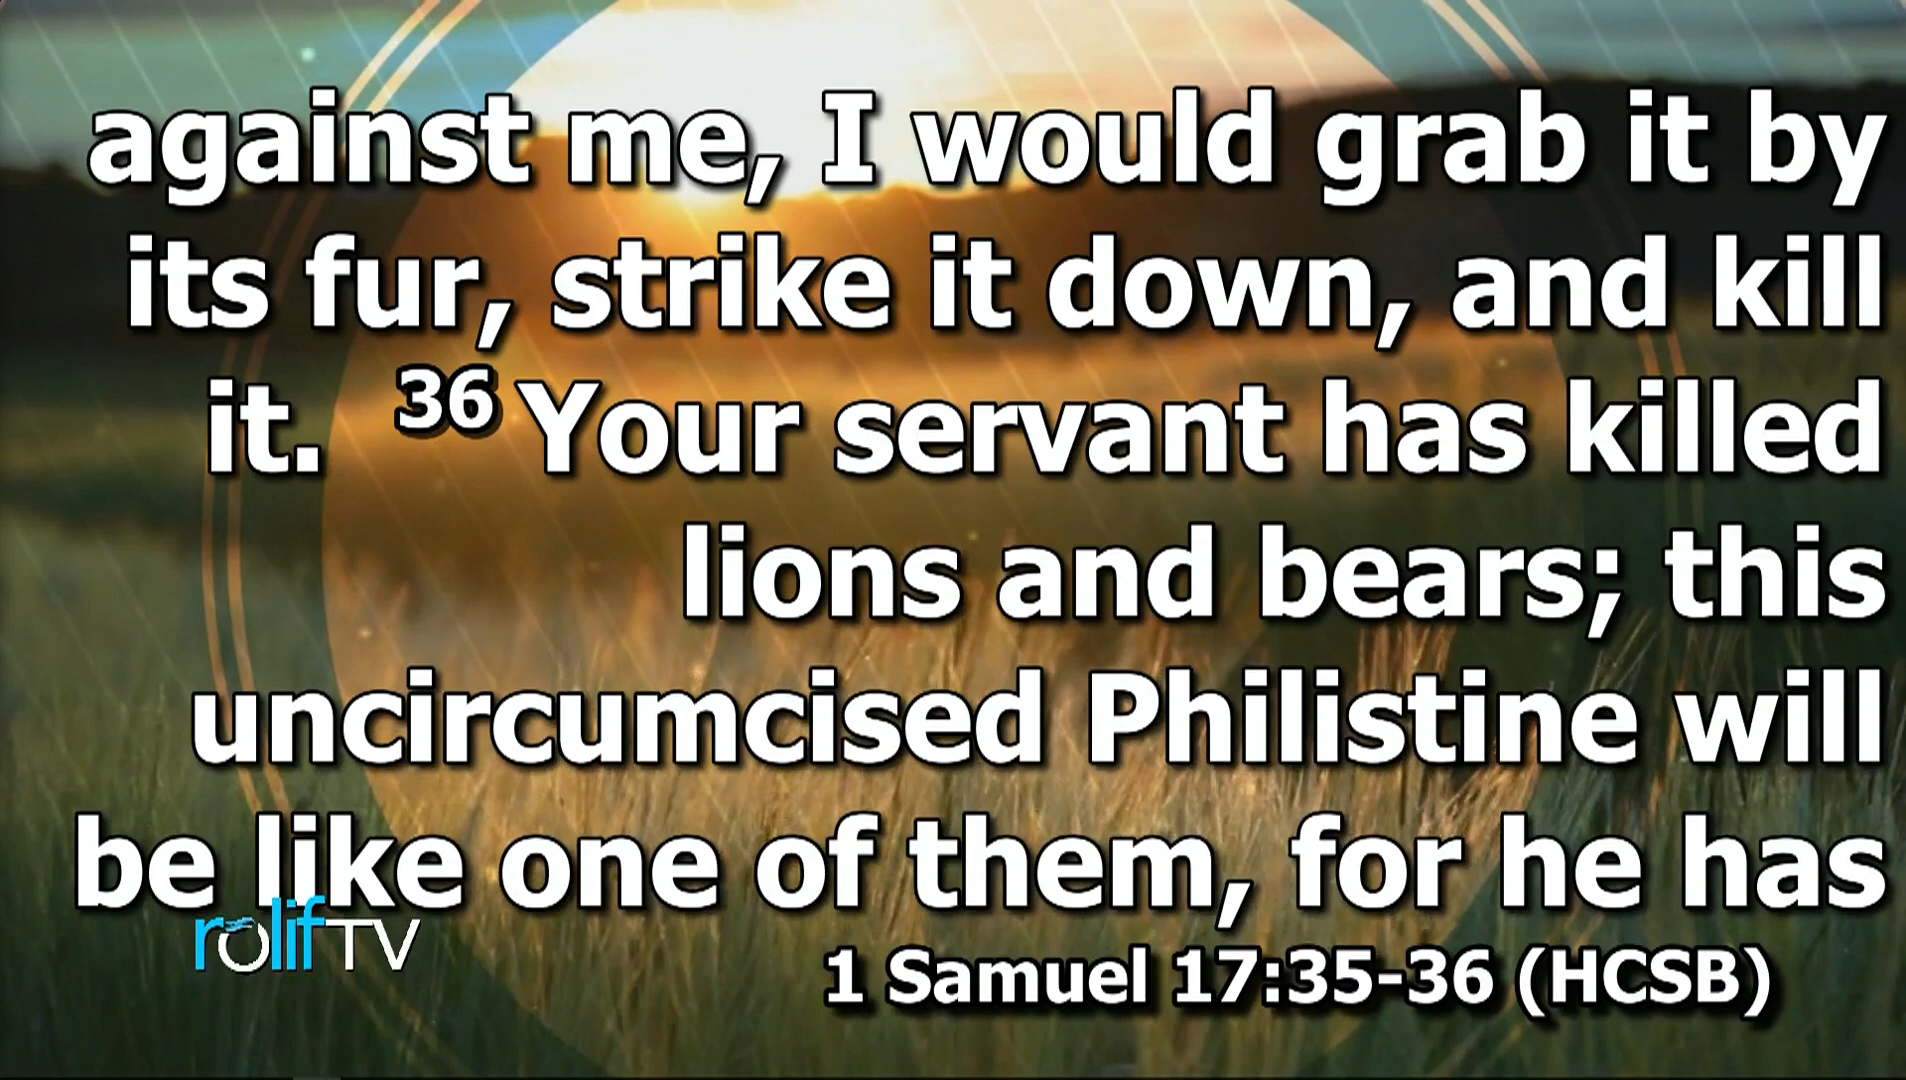 against me, I would grab it by
its fur, strike it down, and kill
it. 36 Your servant has killed
lions and bears; this
uncircumcised Philistine will
be like one of them, for he has
rolifTV
1 Samuel 17:35-36 (HCSB)